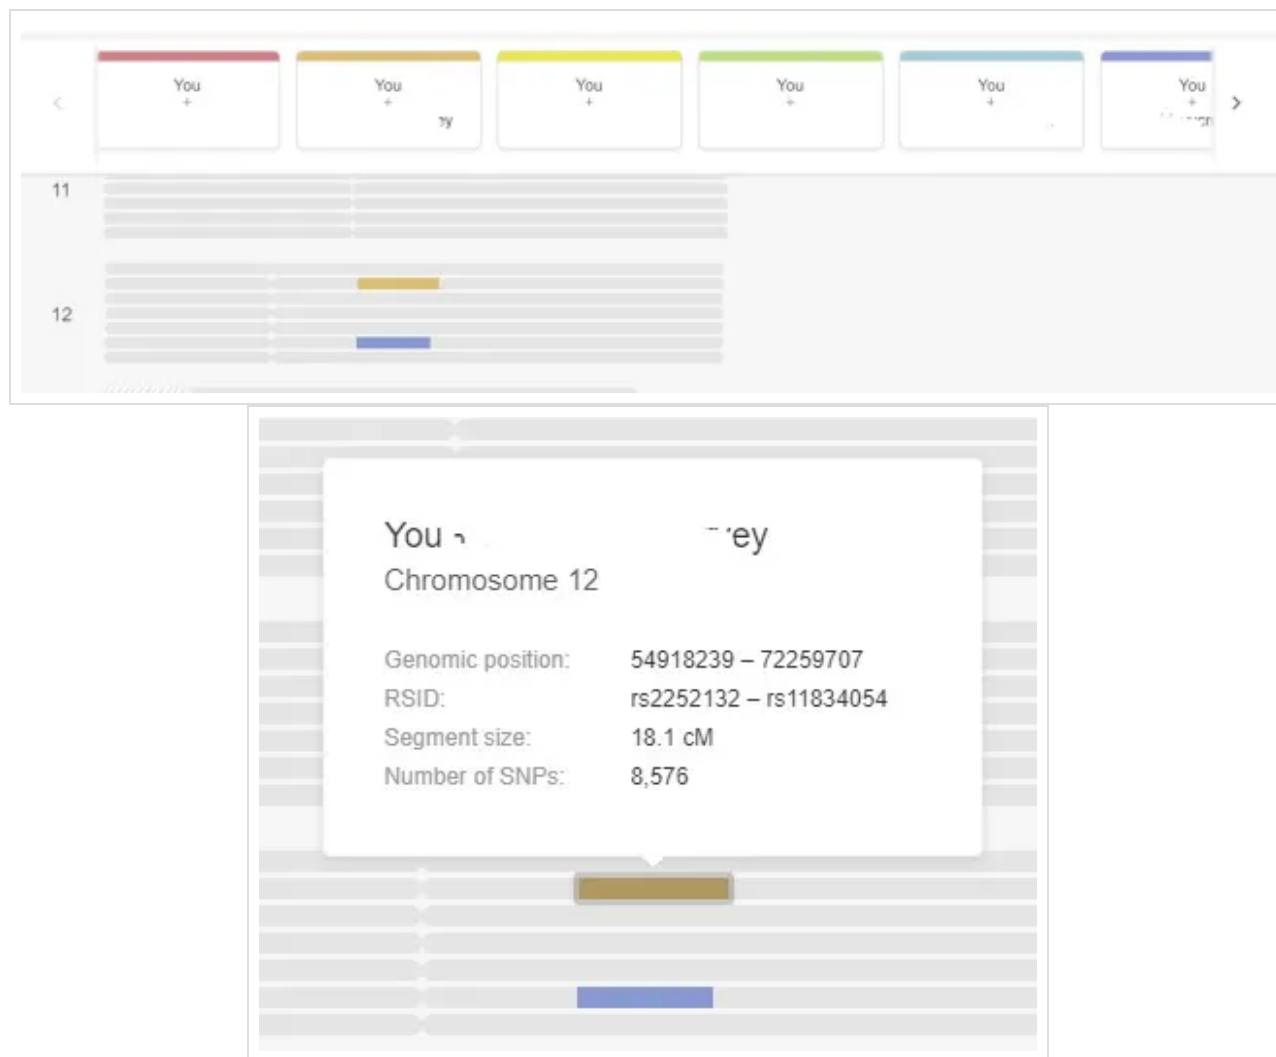 You You You You You You
+ + + + + +
11
12
You
Chromosome 12
Genomic position: 54918239 – 72259707
RSID: rs2252132 – rs11834054
Segment size: 18.1 cM
Number of SNPs: 8,576